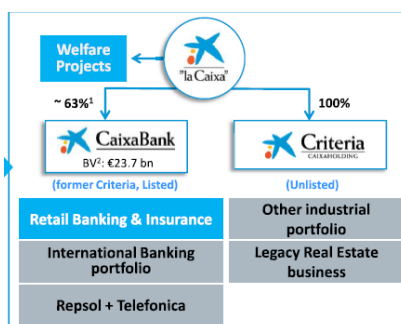 Welfare
Projects
"la Caixa"
~ 63%¹
100%
CaixaBank
BV²: €23.7 bn
Criteria
CAIXAHOLDING
(former Criteria, Listed)
(Unlisted)
Retail Banking & Insurance
Other industrial
portfolio
International Banking
portfolio
Legacy Real Estate
business
Repsol + Telefonica